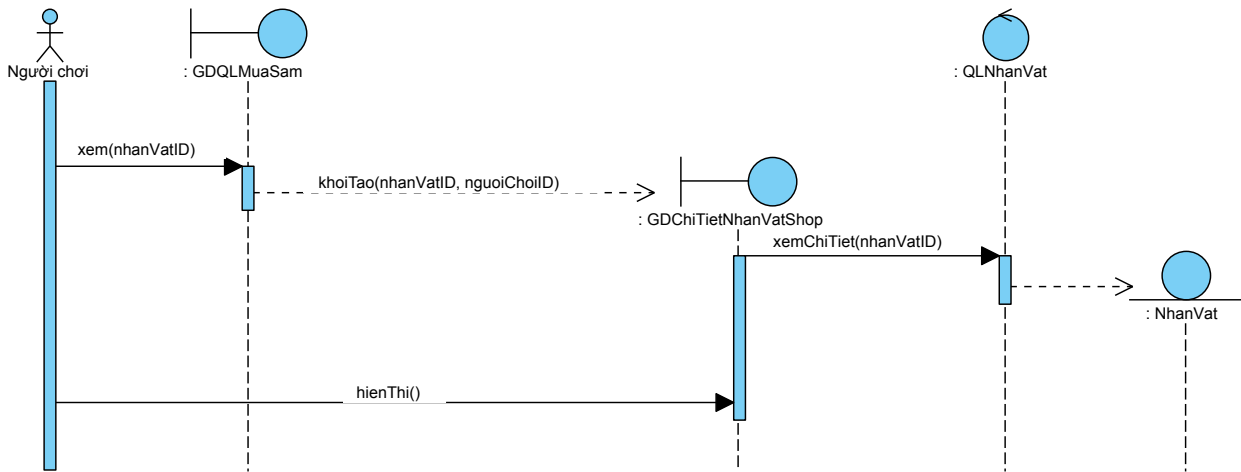 Người chơi
: GDQLMuaSam
: QLNhanVat
xem(nhanVatID)
khoiTao(nhanVatID, nguoiChoiID)
: GDChiTietNhanVatShop
xemChiTiet(nhanVatID)
: NhanVat
hienThi()